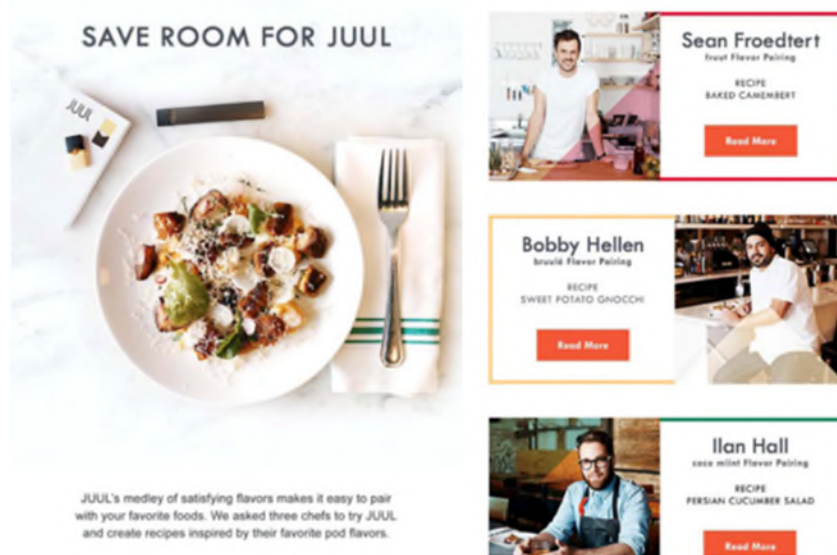 SAVE ROOM FOR JUUL
JUUL
JUUL's medley of satisfying flavors makes it easy to pair
with your favorite foods. We asked three chefs to try JUUL
and create recipes inspired by their favorite pod flavors.
Sean Froedtert
fruut Flavor Pairing
RECIPE
BAKED CAMEMBERT
Read More
Bobby Hellen
bruulé Flavor Pairing
RECIPE
SWEET POTATO GNOCCHI
Read More
Ilan Hall
coco miint Flavor Pairing
RECIPE
PERSIAN CUCUMBER SALAD
Read More